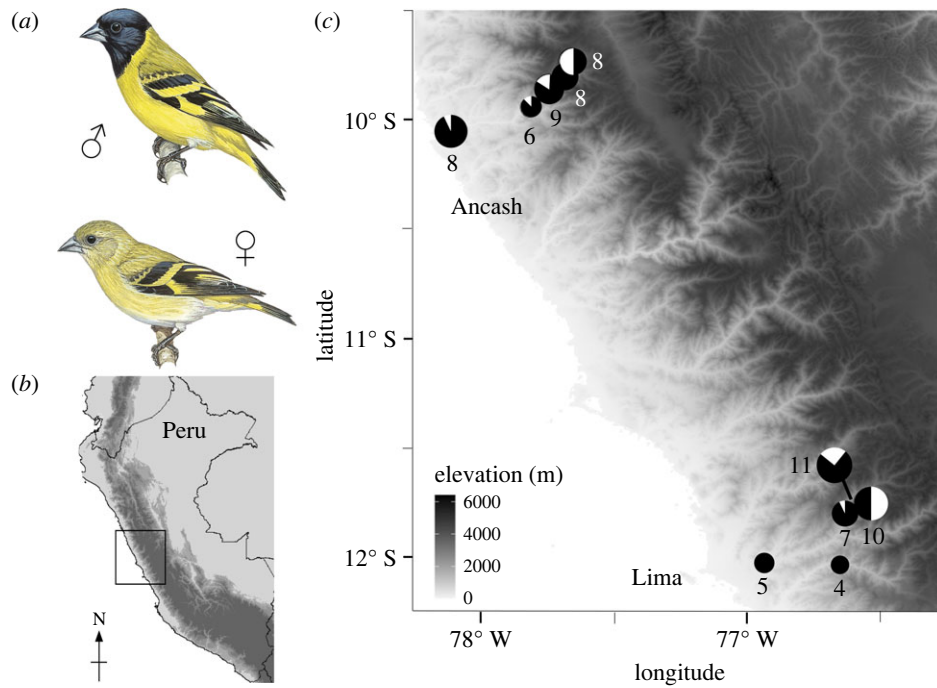 (a)
♂
♀
(b)
Peru
N
(c)
latitude
10° S
11° S
12° S
8
8
9
6
8
Ancash
elevation (m)
6000
4000
2000
0
11
7 10
Lima
5
4
78° W
77° W
longitude